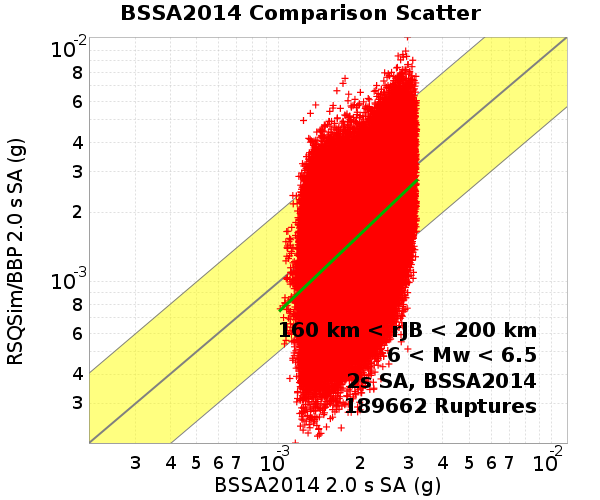 BSSA2014 Comparison Scatter
RSQSim/BBP 2.0 s SA (g)
10-2
8
6
4
3
2
10-3
8
6
4
3
160 km < rJB < 200 km
6 < Mw < 6.5
2s SA, BSSA2014
189662 Ruptures
3 4 5 6 7 10-3 2 3 4 5 6 7 10-2
BSSA2014 2.0 s SA (g)